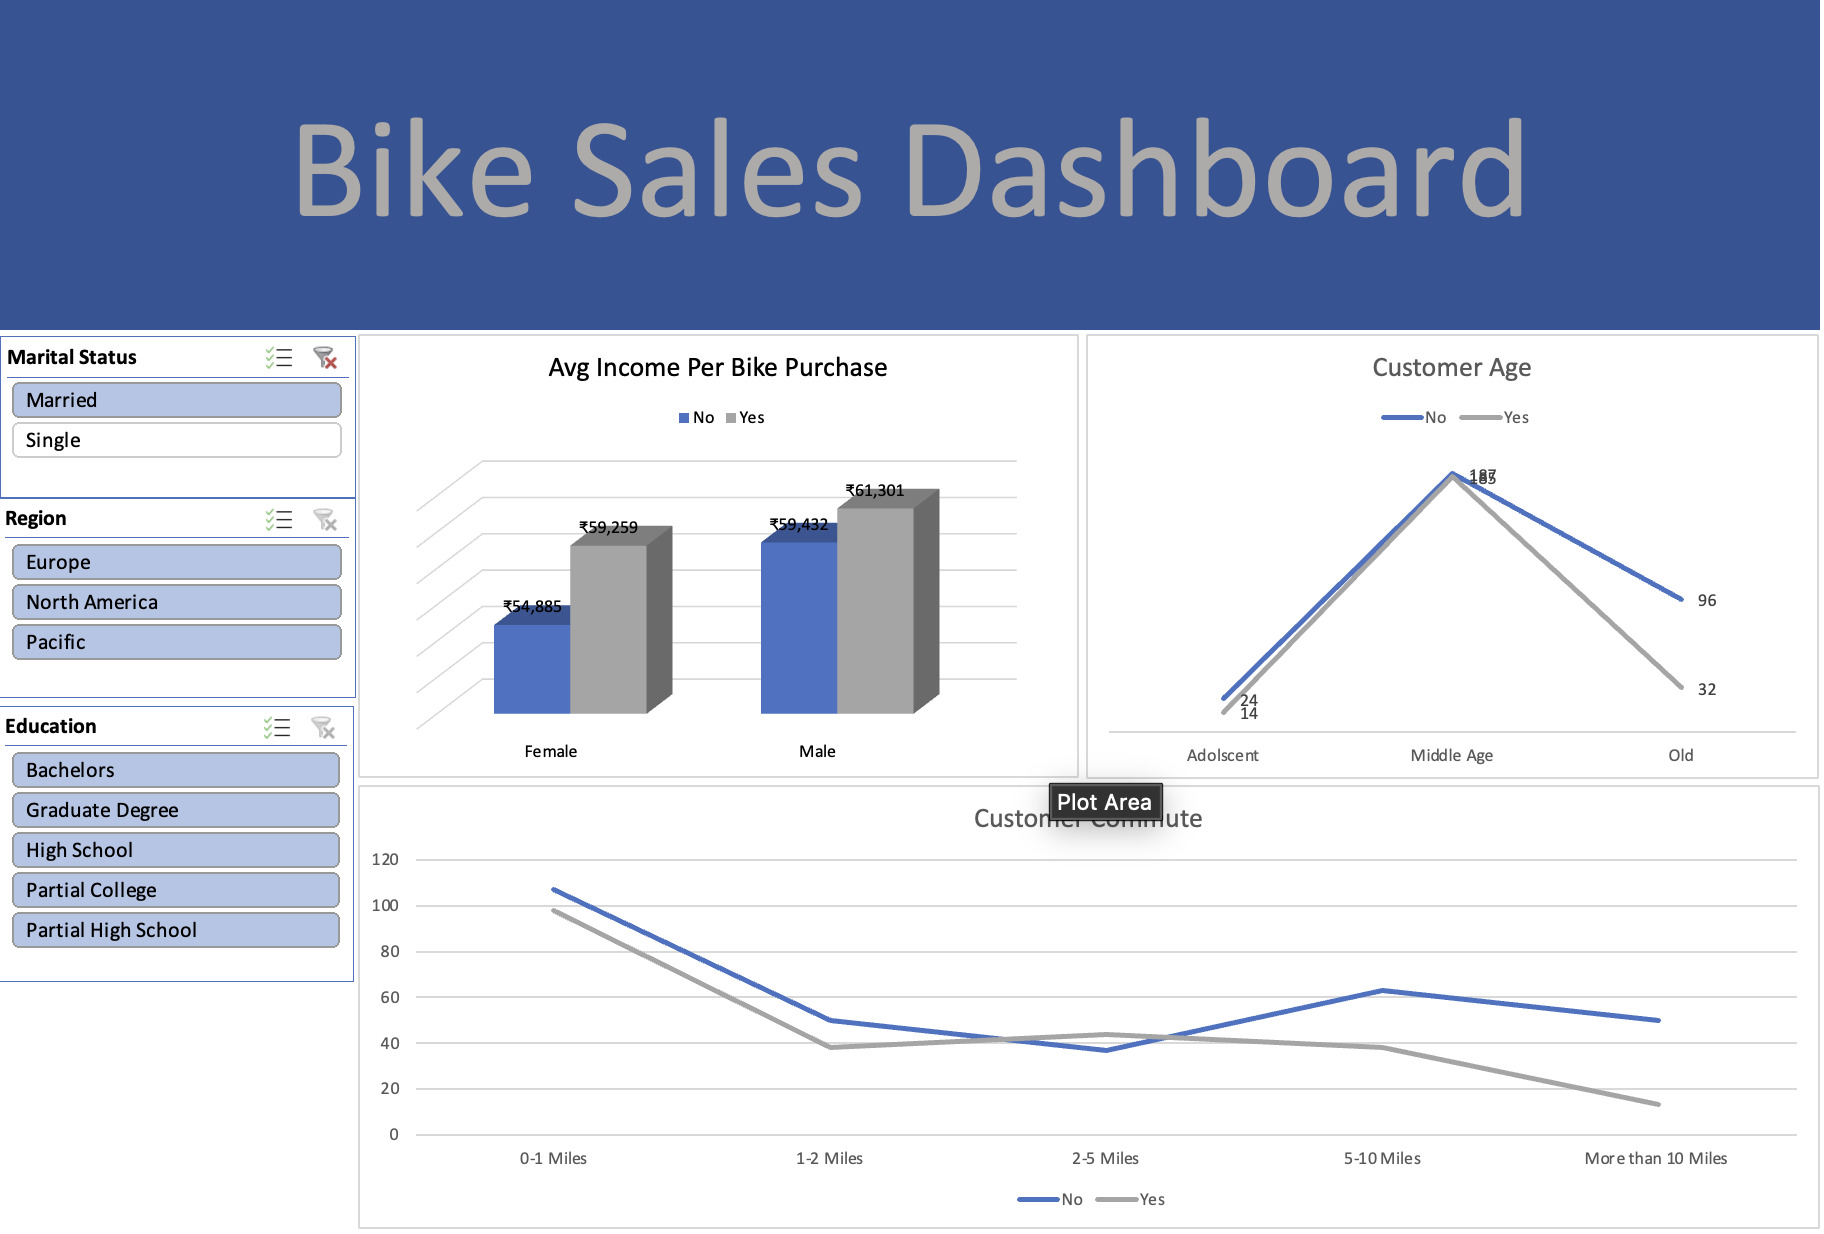 Bike Sales Dashboard
Marital Status
Married
Single
Region
Europe
North America
Pacific
Education
Bachelors
Graduate Degree
High School
Partial College
Partial High School
Avg Income Per Bike Purchase
No Yes
₹54,885
₹59,259
₹59,432
₹61,301
Female Male
Customer Age
No Yes
187
185
96
32
24
14
Adolscent Middle Age Old
Plot Area
Customer Commute
120
100
80
60
40
20
0
0-1 Miles 1-2 Miles 2-5 Miles 5-10 Miles More than 10 Miles
No Yes